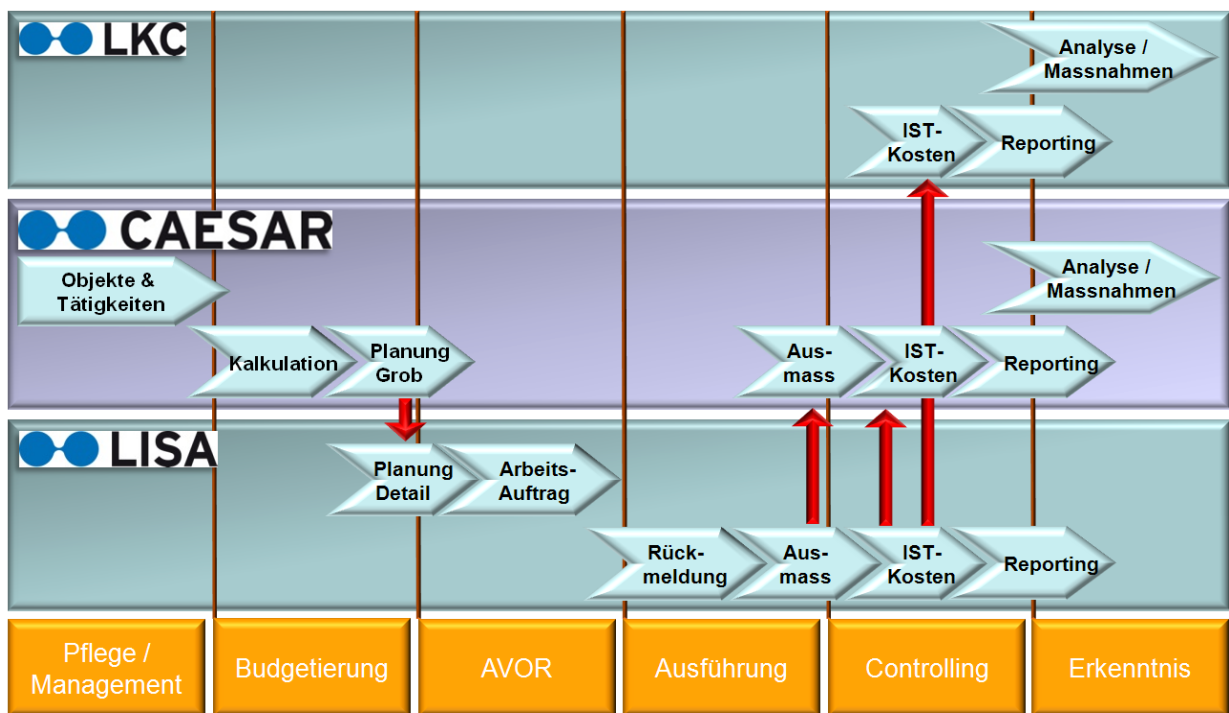 LKC
Analyse /
Massnahmen
IST-
Kosten
Reporting
CAESAR
Objekte &
Tätigkeiten
Analyse /
Massnahmen
Kalkulation
Planung
Grob
Aus-
mass
IST-
Kosten
Reporting
LISA
Planung
Detail
Arbeits-
Auftrag
Rück-
meldung
Aus-
mass
IST-
Kosten
Reporting
Pflege /
Management
Budgetierung
AVOR
Ausführung
Controlling
Erkenntnis